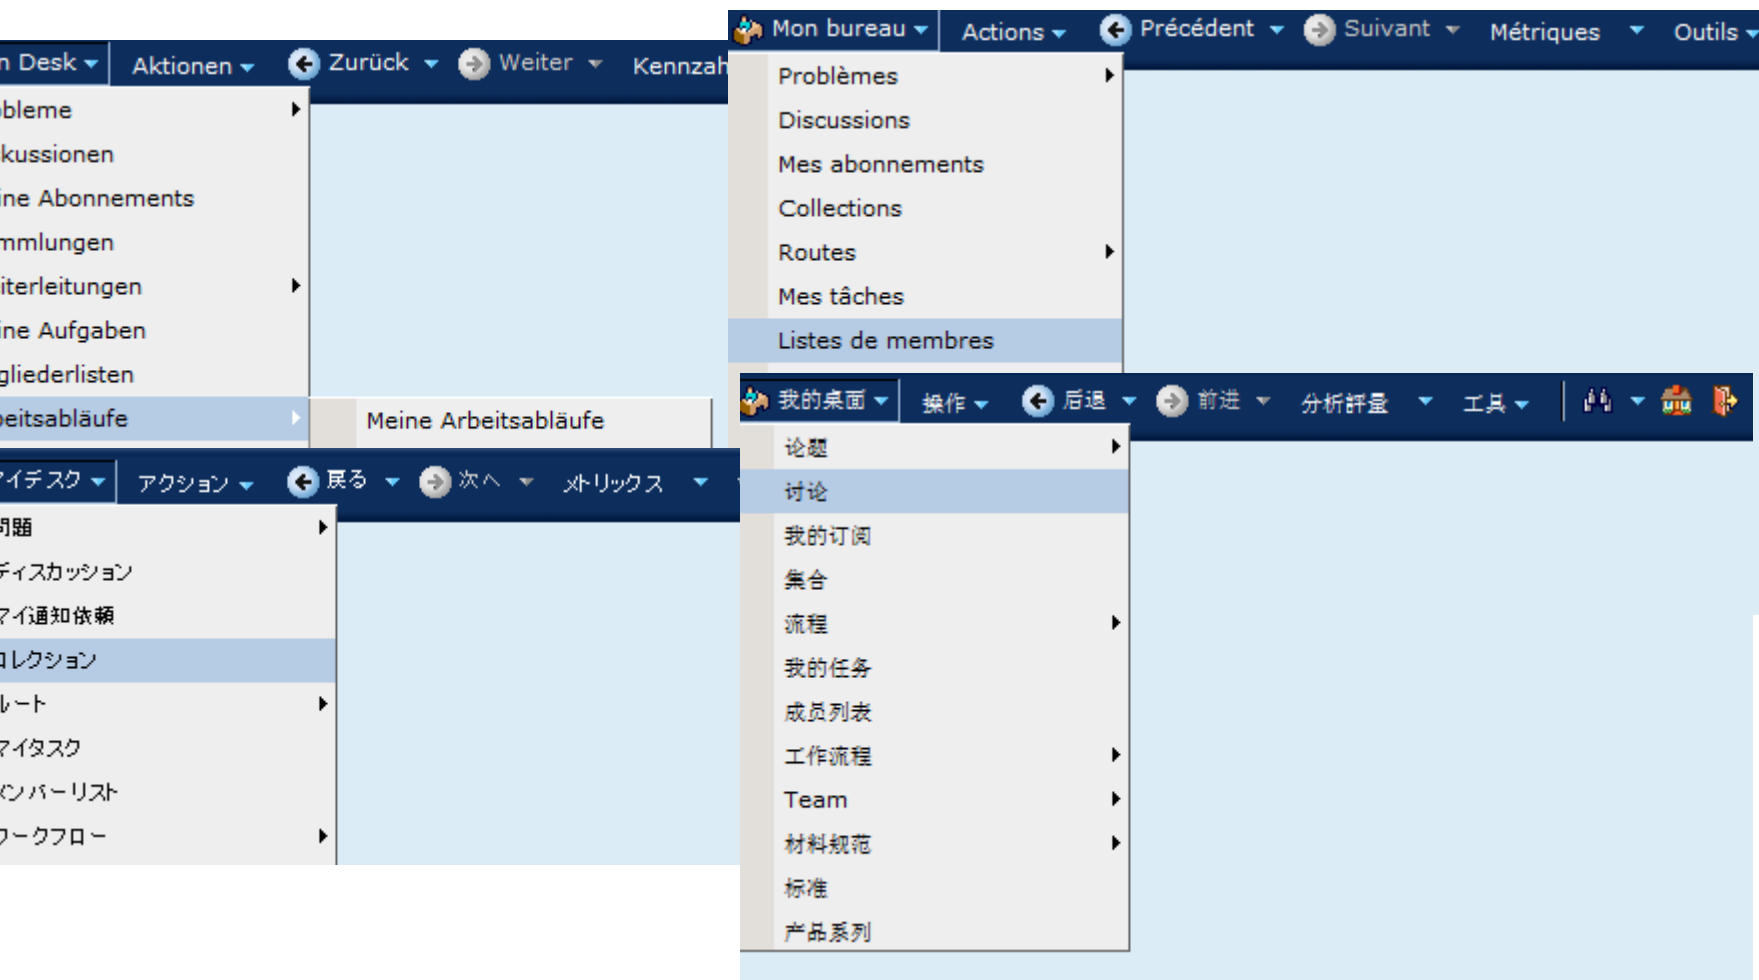 n Desk Aktionen Zurück Weiter Kennzah
bleme
kussionen
ine Abonnements
mmlungen
iterleitungen
ine Aufgaben
gliederlisten
beitsabläufe
Meine Arbeitsabläufe
Mon bureau Actions Précédent Suivant Métriques Outils
Problèmes
Discussions
Mes abonnements
Collections
Routes
Mes tâches
Listes de membres
マイデスク アクション 戻る 次へ メトリックス
問題
ディスカッション
マイ通知依頼
コレクション
ルート
マイタスク
メンバーリスト
ワークフロー
我的桌面 操作 后退 前进 分析評量 工具
论题
讨论
我的订阅
集合
流程
我的任务
成员列表
工作流程
Team
材料规范
标准
产品系列